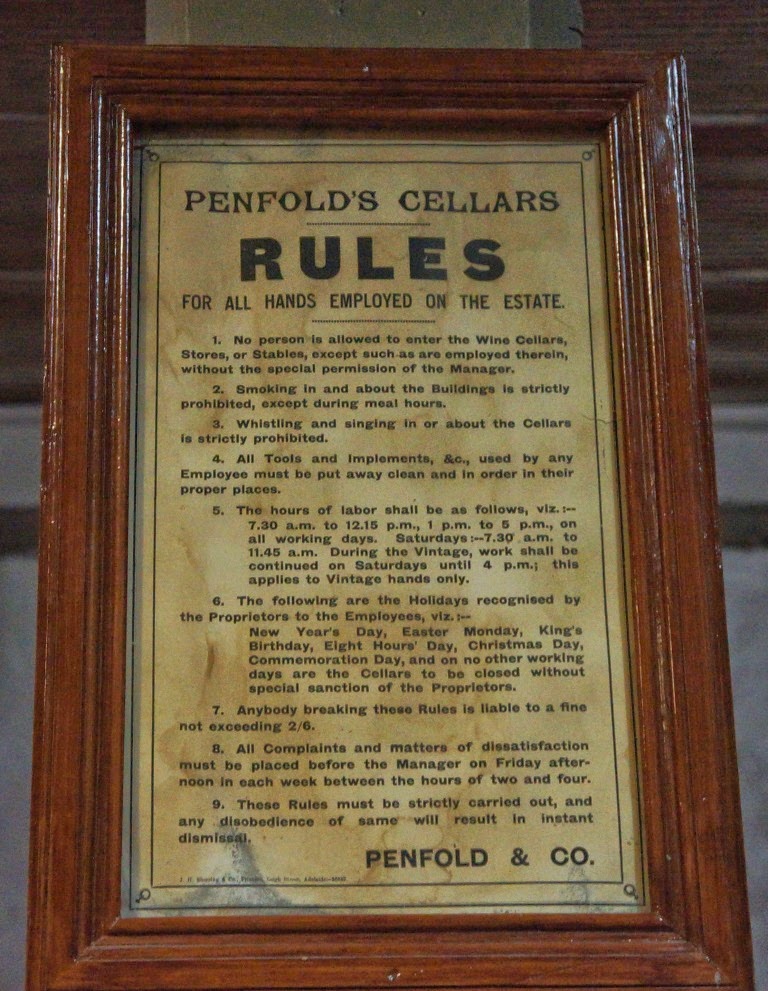 PENFOLD'S CELLARS
RULES
FOR ALL HANDS EMPLOYED ON THE ESTATE.
1. No person is allowed to enter the Wine Cellars,
Stores, or Stables, except such as are employed therein,
without the special permission of the Manager.
2. Smoking in and about the Buildings is strictly
prohibited, except during meal hours.
3. Whistling and singing in or about the Cellars
is strictly prohibited.
4. All Tools and Implements, &c., used by any
Employee must be put away clean and in order in their
proper places.
5. The hours of labor shall be as follows, viz.:--
7.30 a.m. to 12.15 p.m., 1 p.m. to 5 p.m., on
all working days. Saturdays:--7.30 a.m. to
11.45 a.m. During the Vintage, work shall be
continued on Saturdays until 4 p.m.; this
applies to Vintage hands only.
6. The following are the Holidays recognised by
the Proprietors to the Employees, viz.:--
New Year's Day, Easter Monday, King's
Birthday, Eight Hours' Day, Christmas Day,
Commemoration Day, and on no other working
days are the Cellars to be closed without
special sanction of the Proprietors.
7. Anybody breaking these Rules is liable to a fine
not exceeding 2/6.
8. All Complaints and matters of dissatisfaction
must be placed before the Manager on Friday after-
noon in each week between the hours of two and four.
9. These Rules must be strictly carried out, and
any disobedience of same will result in instant
dismissal.
PENFOLD & CO.
& Co., Printers, Leigh Street, Adelaide